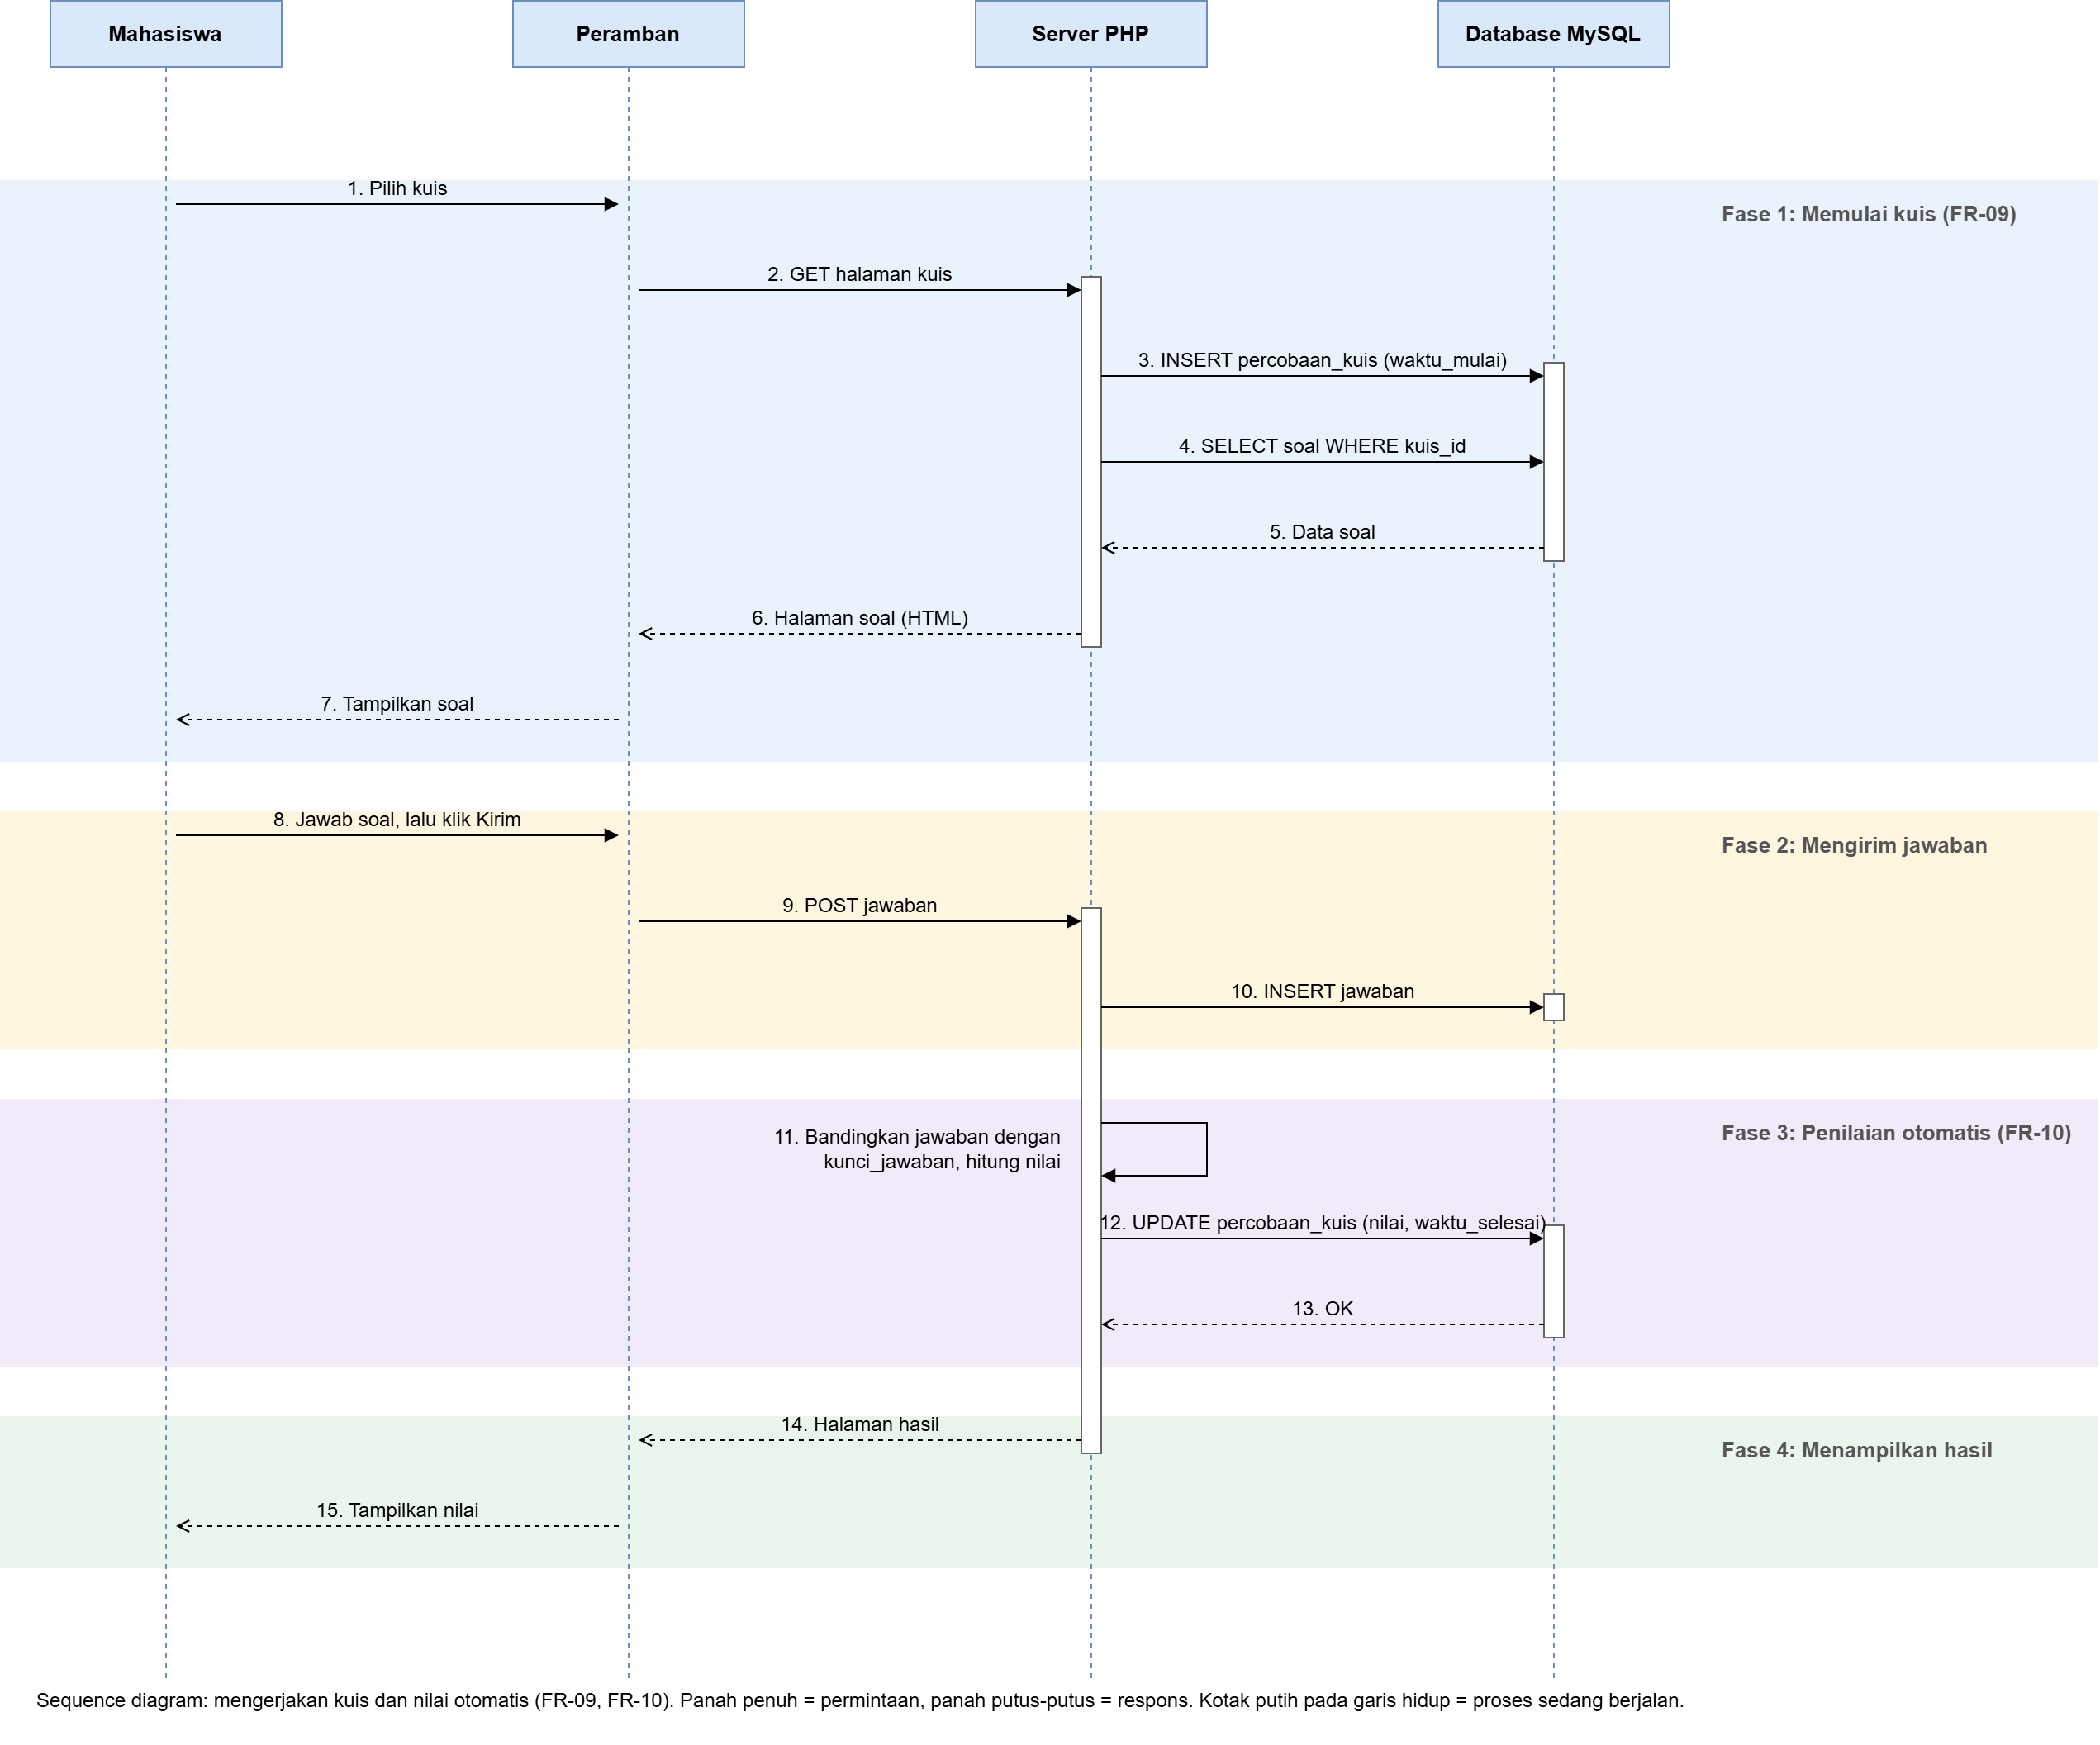 Mahasiswa
Peramban
Server PHP
Database MySQL
1. Pilih kuis
Fase 1: Memulai kuis (FR-09)
2. GET halaman kuis
3. INSERT percobaan_kuis (waktu_mulai)
4. SELECT soal WHERE kuis_id
5. Data soal
6. Halaman soal (HTML)
7. Tampilkan soal
8. Jawab soal, lalu klik Kirim
Fase 2: Mengirim jawaban
9. POST jawaban
10. INSERT jawaban
Fase 3: Penilaian otomatis (FR-10)
11. Bandingkan jawaban dengan
kunci_jawaban, hitung nilai
12. UPDATE percobaan_kuis (nilai, waktu_selesai)
13. OK
14. Halaman hasil
Fase 4: Menampilkan hasil
15. Tampilkan nilai
Sequence diagram: mengerjakan kuis dan nilai otomatis (FR-09, FR-10). Panah penuh = permintaan, panah putus-putus = respons. Kotak putih pada garis hidup = proses sedang berjalan.